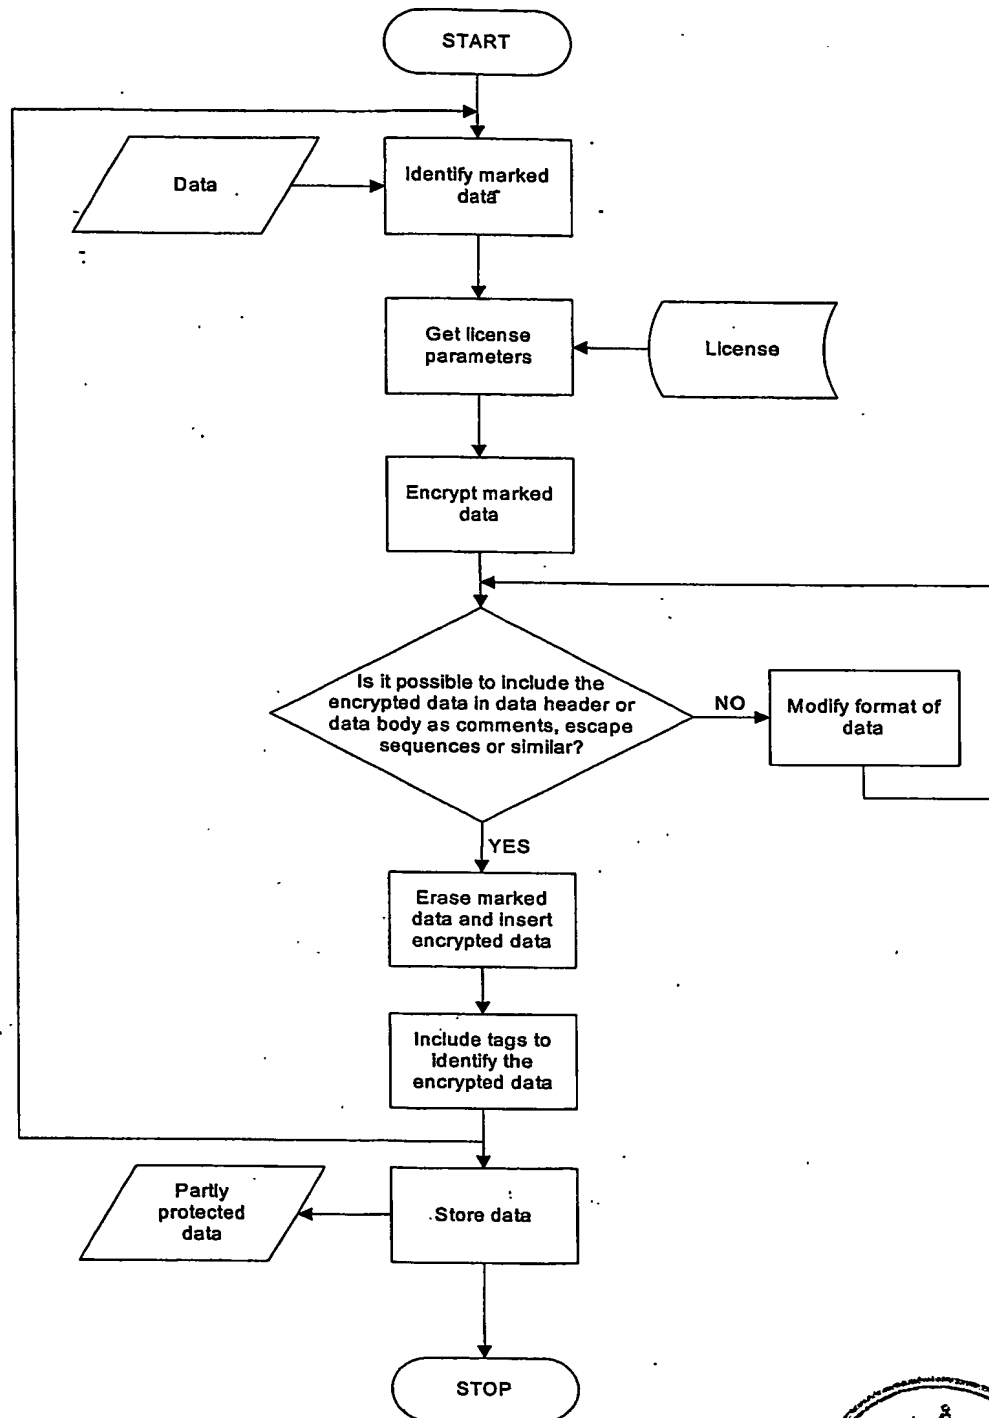 START
Data
Identify marked
data
Get license
parameters
License
Encrypt marked
data
Is it possible to include the
encrypted data in data header or
data body as comments, escape
sequences or similar?
NO
Modify format of
data
YES
Erase marked
data and insert
encrypted data
Include tags to
identify the
encrypted data
Partly
protected
data
Store data
STOP